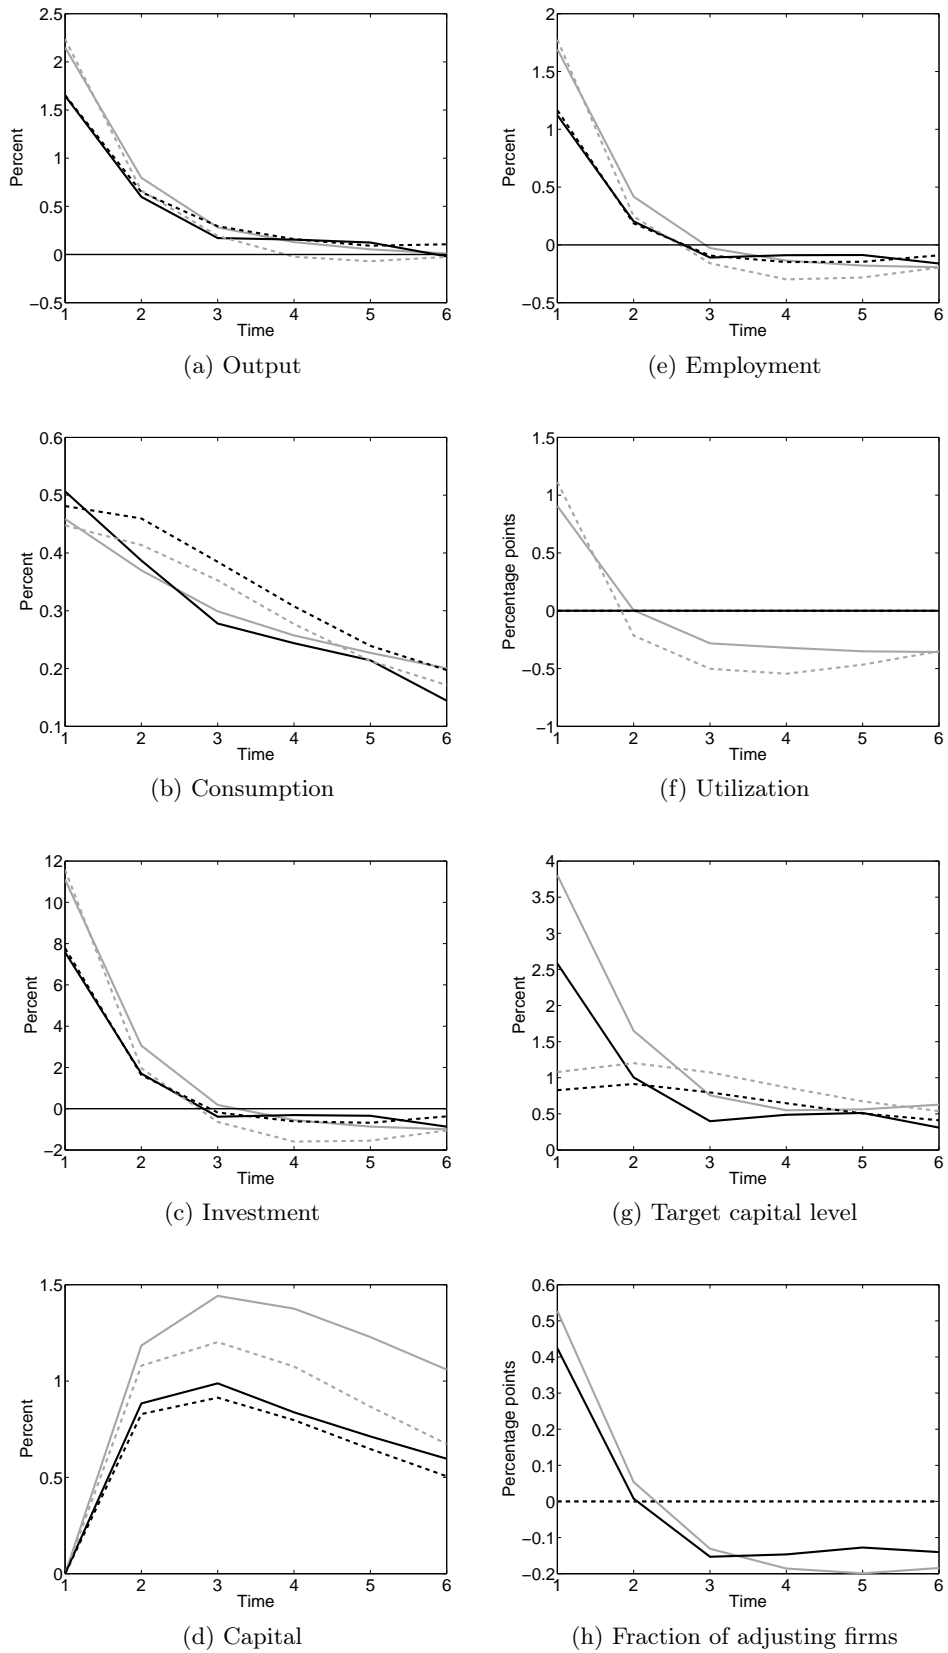 2.5
2
1.5
1
0.5
0
−0.5
Percent
1 2 3 4 5 6
Time
(a) Output
2
1.5
1
0.5
0
−0.5
Percent
1 2 3 4 5 6
Time
(e) Employment
0.6
0.5
0.4
0.3
0.2
0.1
Percent
1 2 3 4 5 6
Time
(b) Consumption
1.5
1
0.5
0
−0.5
−1
Percentage points
1 2 3 4 5 6
Time
(f) Utilization
12
10
8
6
4
2
0
−2
Percent
1 2 3 4 5 6
Time
(c) Investment
4
3.5
3
2.5
2
1.5
1
0.5
0
Percent
1 2 3 4 5 6
Time
(g) Target capital level
1.5
1
0.5
0
Percent
1 2 3 4 5 6
Time
(d) Capital
0.6
0.5
0.4
0.3
0.2
0.1
0
−0.1
−0.2
Percentage points
1 2 3 4 5 6
Time
(h) Fraction of adjusting firms